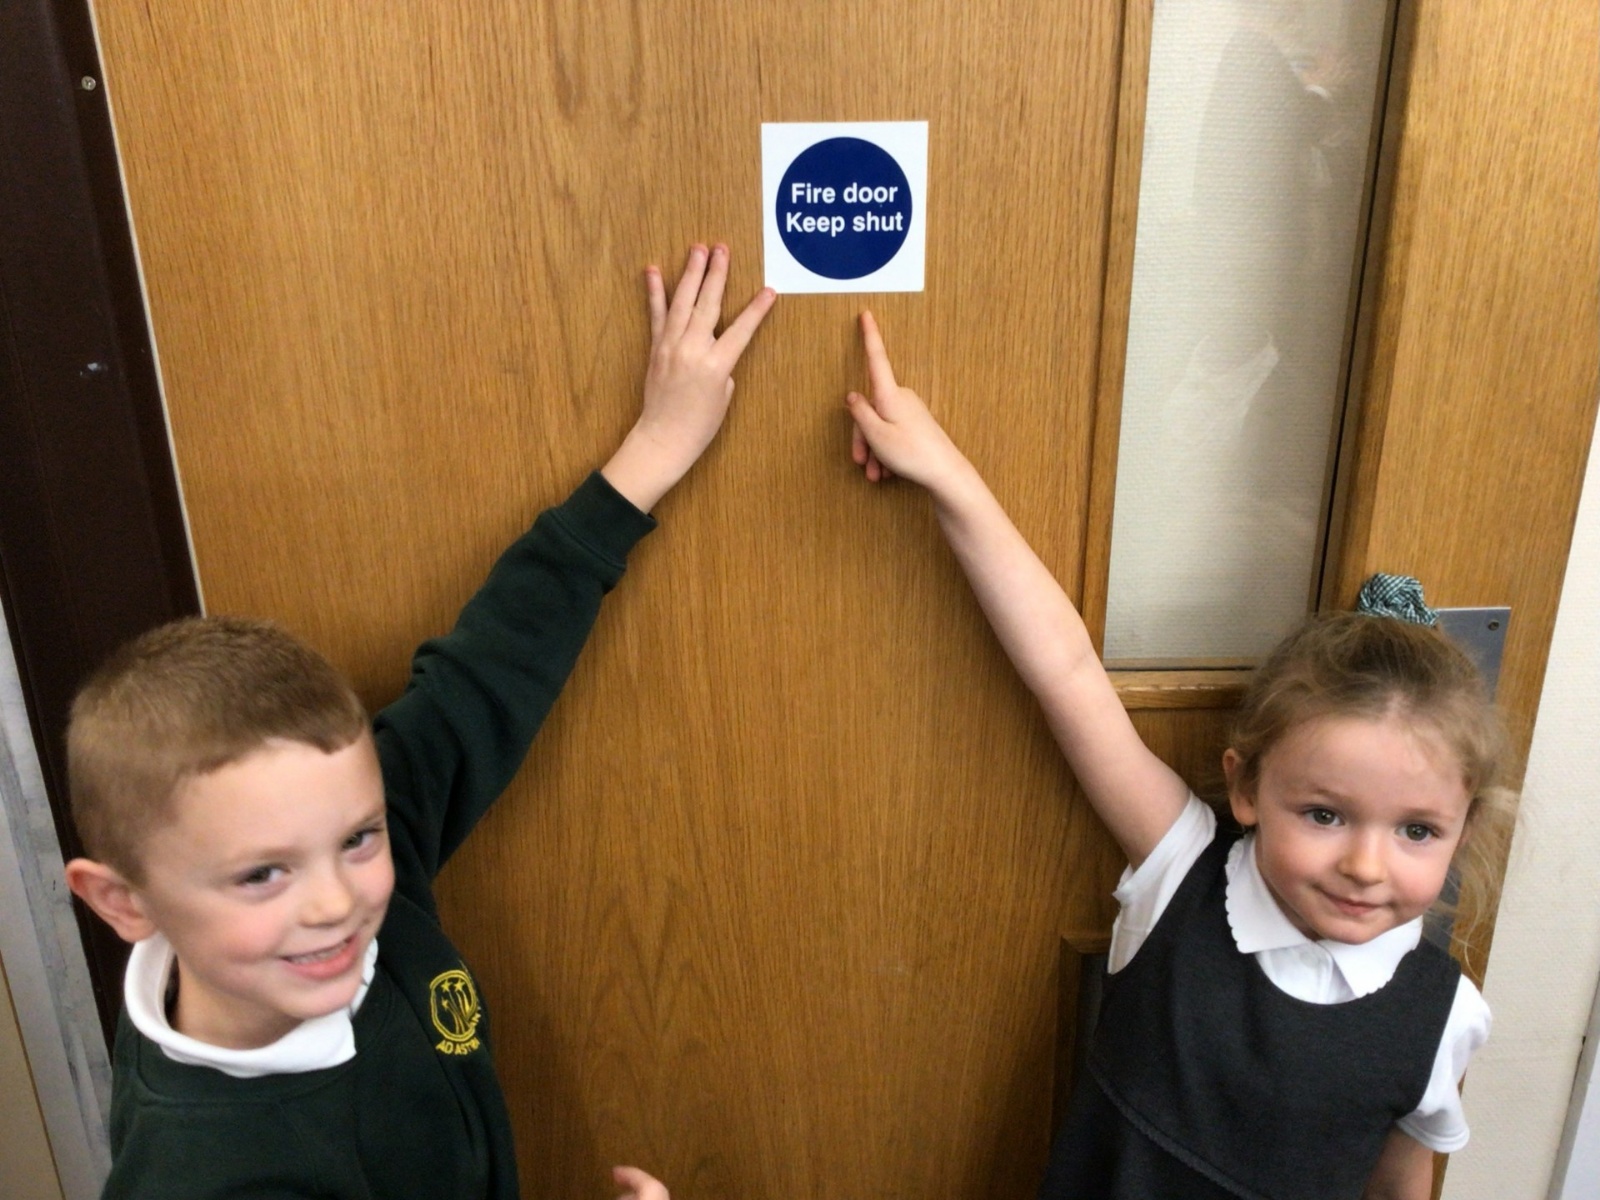 Fire door
Keep shut